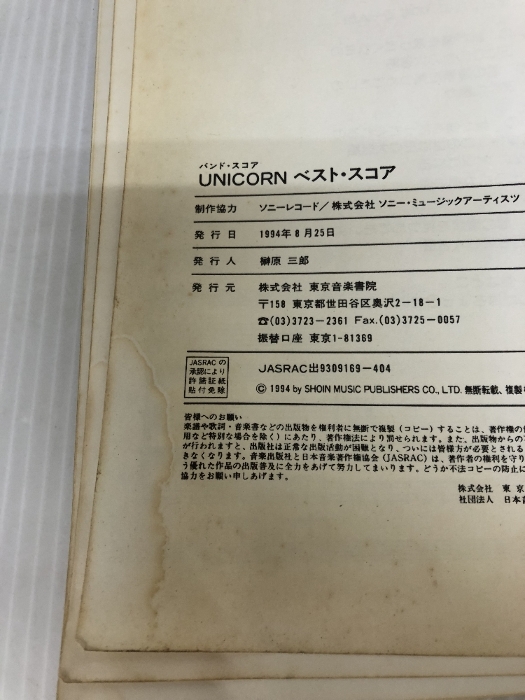 バンド・スコア
UNICORN ベスト・スコア
制作協力 ソニーレコード／株式会社 ソニー・ミュージックアーティスツ
発行日 1994年8月25日
発行人 榊原 三郎
発行元 株式会社 東京音楽書院
〒158 東京都世田谷区奥沢2－18－1
☎(03)3723－2361 Fax.(03)3725－0057
振替口座 東京1－81369
JASRACの
承認により
許諾証紙
貼付免除
JASRAC出9309169－404
© 1994 by SHOIN MUSIC PUBLISHERS CO., LTD. 無断転載、複製
皆様へのお願い
楽譜や歌詞・音楽書などの出版物を権利者に無断で複製（コピー）することは、著作権の
用など特別な場合を除く）にあたり、著作権法により罰せられます。また、出版物からの
が行われますと、出版社は正常な出版活動が困難となり、ついには皆様方が必要とされる
きなくなります。音楽出版社と日本音楽著作権協会（JASRAC）は、著作者の権利を守り
う優れた作品の出版普及に全力をあげて努力してまいります。どうか不法コピーの防止に
協力をお願い申しあげます。
株式会社 東京
社団法人 日本